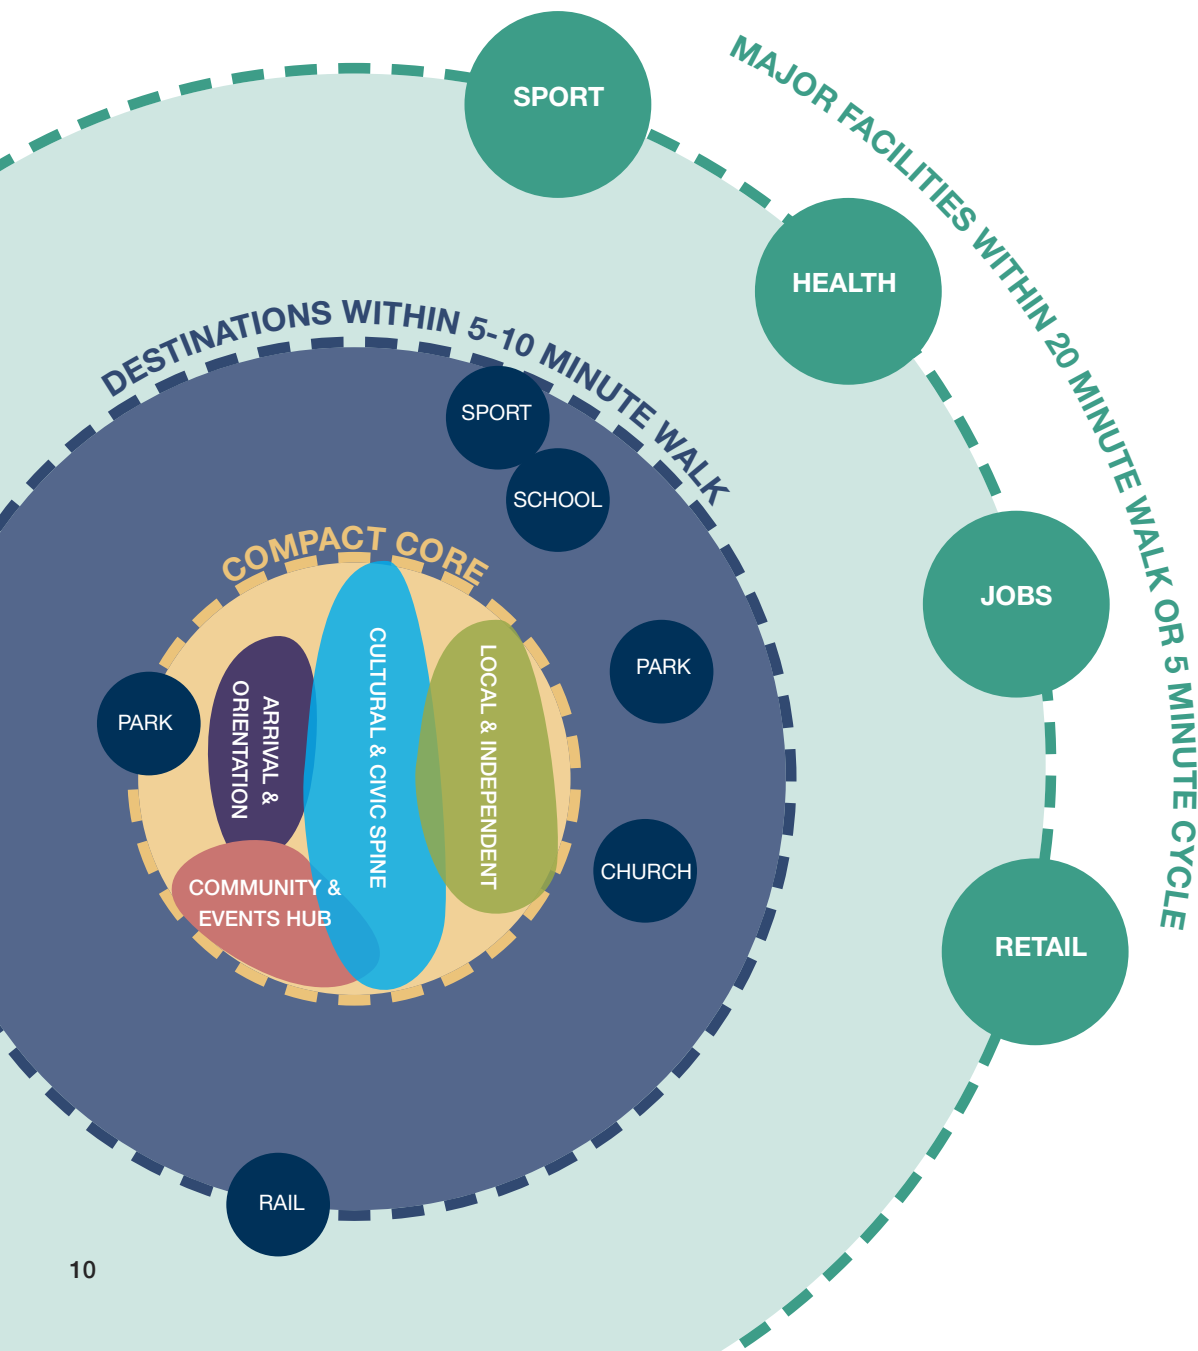 SPORT
MAJOR FACILITIES WITHIN 20 MINUTE WALK OR 5 MINUTE CYCLE
HEALTH
JOBS
RETAIL
DESTINATIONS WITHIN 5-10 MINUTE WALK
SPORT
SCHOOL
PARK
PARK
CHURCH
RAIL
COMPACT CORE
ARRIVAL &
ORIENTATION
CULTURAL & CIVIC SPINE
LOCAL & INDEPENDENT
COMMUNITY &
EVENTS HUB
10